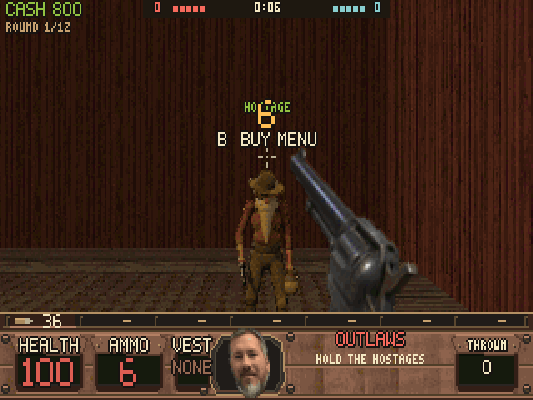 CASH 800
ROUND 1/12
0 0:06 0
HOSTAGE
6
B BUY MENU
36
HEALTH AMMO VEST OUTLAWS THROWN
100 6 NONE HOLD THE HOSTAGES 0